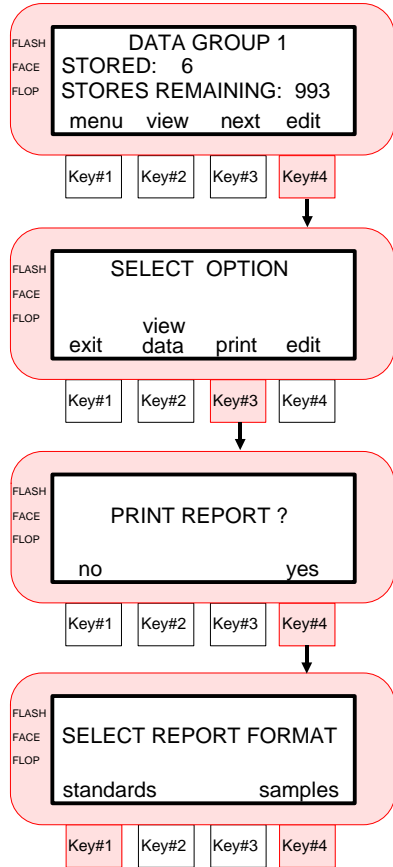 FLASH
FACE
FLOP
DATA GROUP 1
STORED: 6
STORES REMAINING: 993
menu view next edit
Key#1 Key#2 Key#3 Key#4
FLASH
FACE
FLOP
SELECT OPTION
exit view data print edit
Key#1 Key#2 Key#3 Key#4
FLASH
FACE
FLOP
PRINT REPORT ?
no yes
Key#1 Key#2 Key#3 Key#4
FLASH
FACE
FLOP
SELECT REPORT FORMAT
standards samples
Key#1 Key#2 Key#3 Key#4